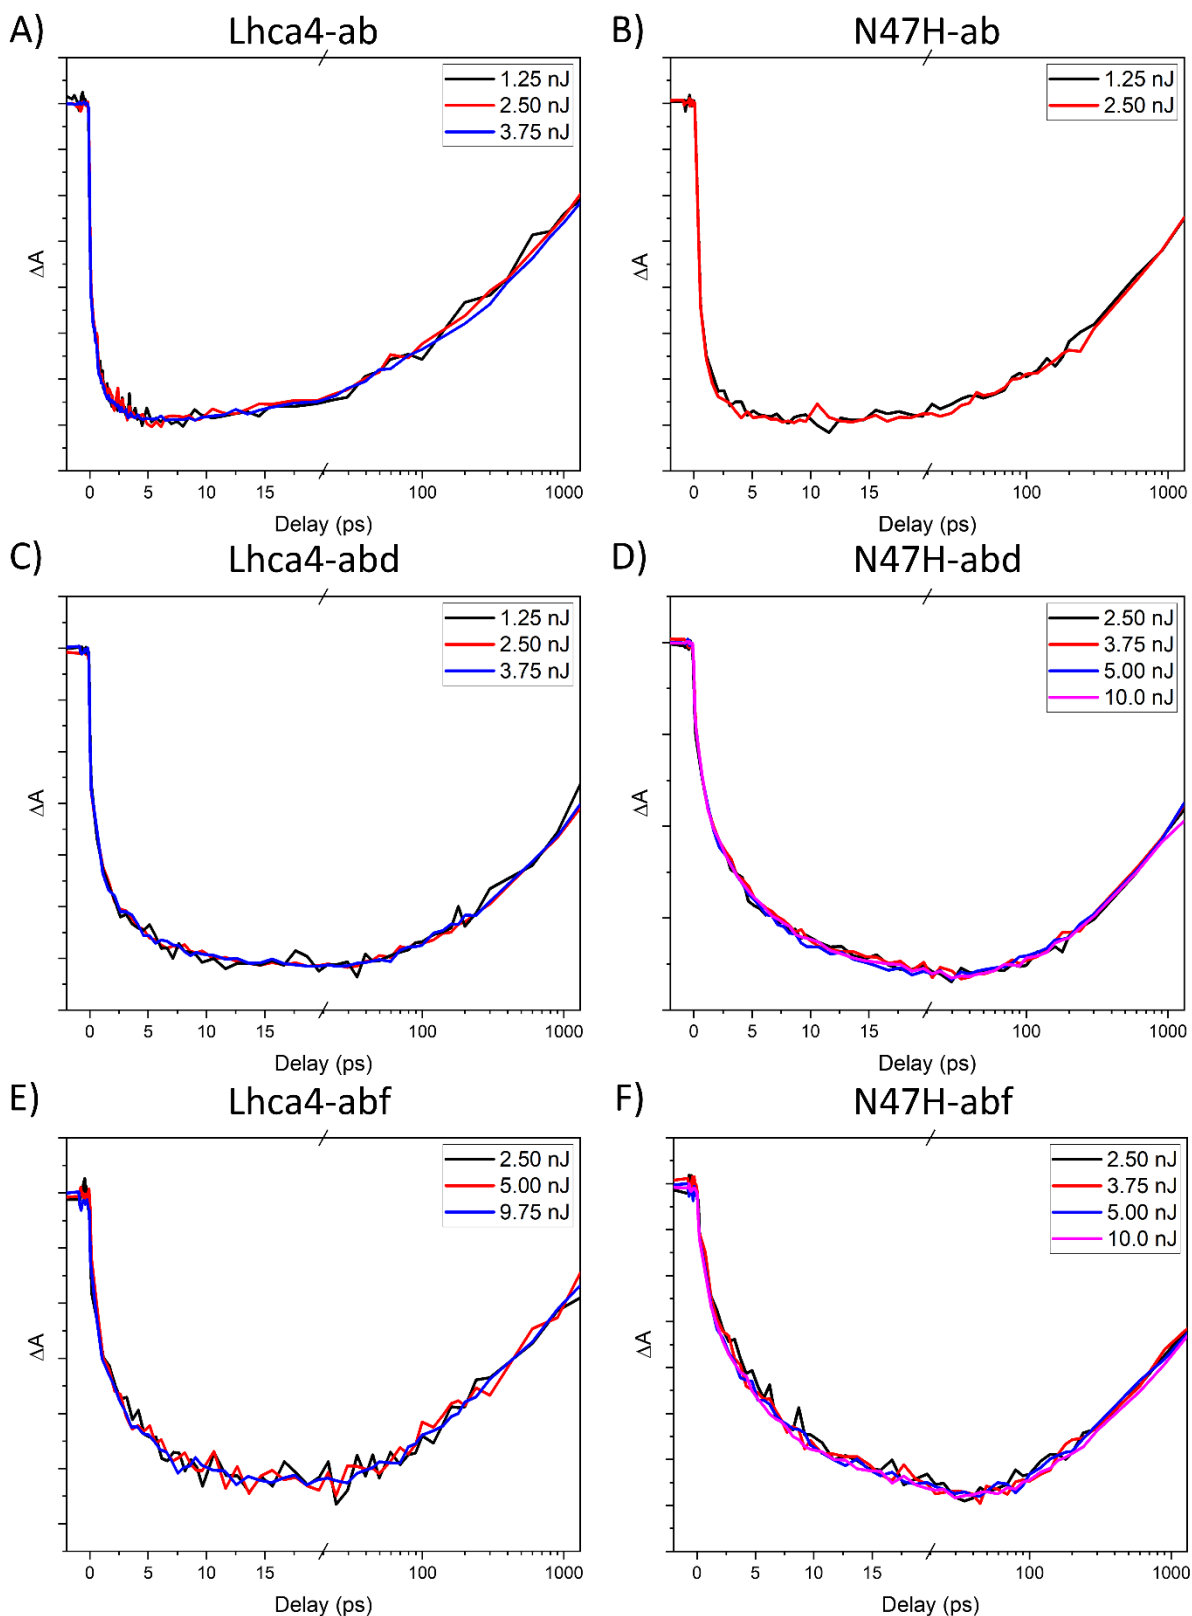 A) Lhca4-ab
1.25 nJ
2.50 nJ
3.75 nJ
ΔA
0 5 10 15 100 1000
Delay (ps)
B) N47H-ab
1.25 nJ
2.50 nJ
ΔA
0 5 10 15 100 1000
Delay (ps)
C) Lhca4-abd
1.25 nJ
2.50 nJ
3.75 nJ
ΔA
0 5 10 15 100 1000
Delay (ps)
D) N47H-abd
2.50 nJ
3.75 nJ
5.00 nJ
10.0 nJ
ΔA
0 5 10 15 100 1000
Delay (ps)
E) Lhca4-abf
2.50 nJ
5.00 nJ
9.75 nJ
ΔA
0 5 10 15 100 1000
Delay (ps)
F) N47H-abf
2.50 nJ
3.75 nJ
5.00 nJ
10.0 nJ
ΔA
0 5 10 15 100 1000
Delay (ps)